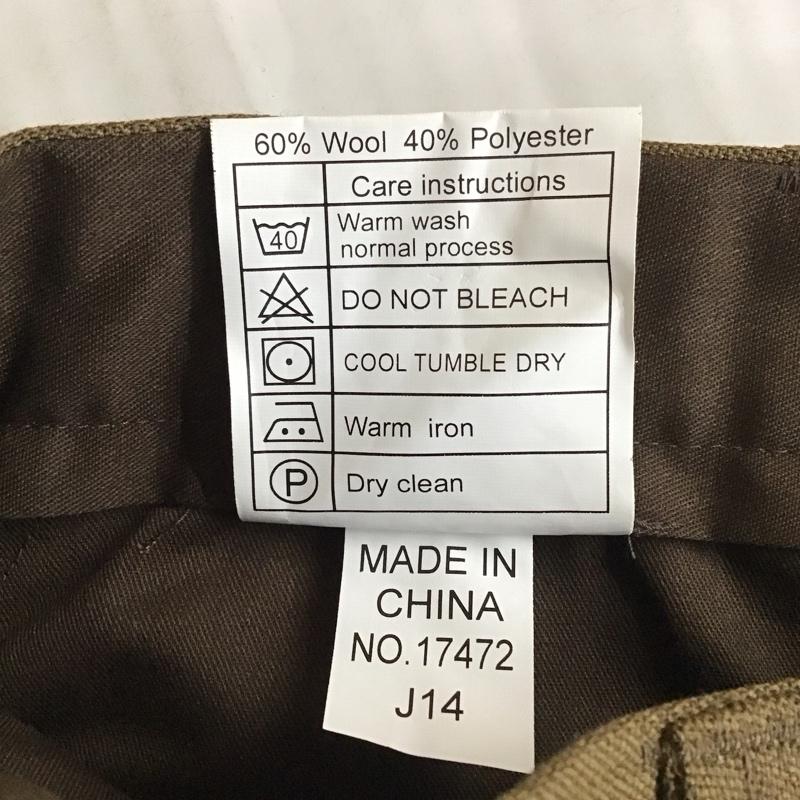 60% Wool 40% Polyester
Care instructions
40
Warm wash
normal process
DO NOT BLEACH
COOL TUMBLE DRY
Warm iron
P
Dry clean
MADE IN
CHINA
NO.17472
J14